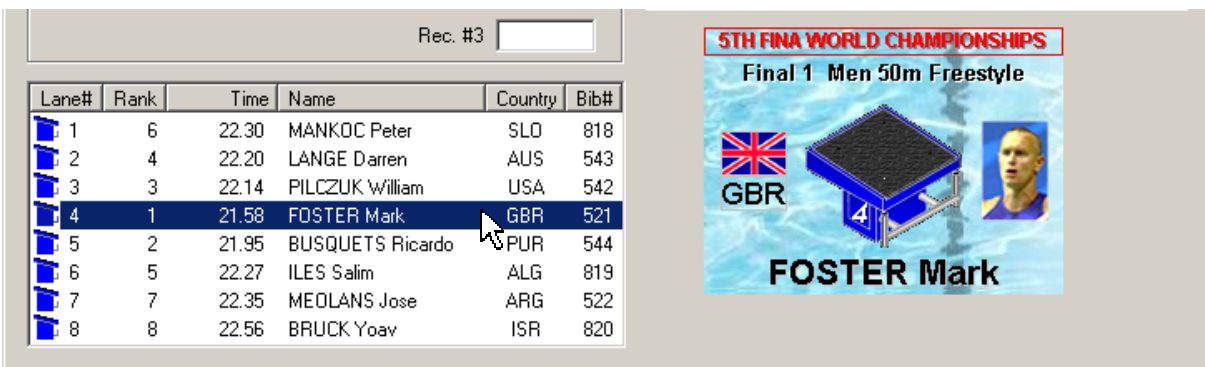 Rec. #3
Lane# Rank Time Name Country Bib#
1 6 22.30 MANKOC Peter SLO 818
2 4 22.20 LANGE Darren AUS 543
3 3 22.14 PILCZUK William USA 542
4 1 21.58 FOSTER Mark GBR 521
5 2 21.95 BUSQUETS Ricardo PUR 544
6 5 22.27 ILES Salim ALG 819
7 7 22.35 MEOLANS Jose ARG 522
8 8 22.56 BRUCK Yoav ISR 820
5TH FINA WORLD CHAMPIONSHIPS
Final 1 Men 50m Freestyle
GBR
4
FOSTER Mark